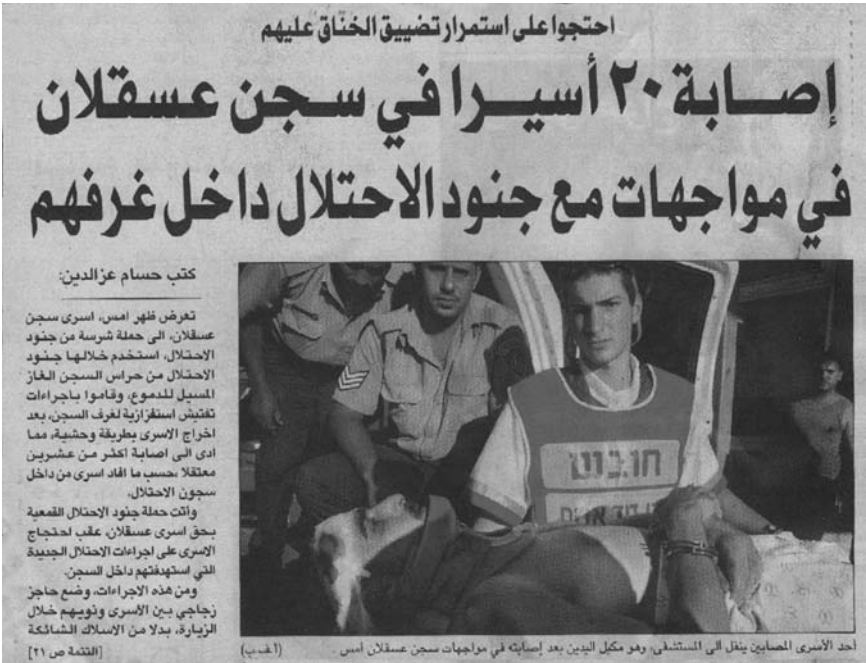 احتجوا على استمرار تضييق الخناق عليهم
إصابة ٢٠ أسيرا في سجن عسقلان
في مواجهات مع جنود الاحتلال داخل غرفهم
كتب حسام عزالدين:
تعرض ظهر امس، اسرى سجن
عسقلان، الى حملة شرسة من جنود
الاحتلال، استخدم خلالها جنود
الاحتلال من حراس السجن الغاز
المسيل للدموع، وقاموا باجراءات
تفتيش استفزازية لغرف السجن، بعد
اخراج الاسرى بطريقة وحشية، مما
ادى الى اصابة اكثر من عشرين
معتقلا ،حسب ما افاد اسرى من داخل
سجون الاحتلال.
وأتت حملة جنود الاحتلال القمعية
بحق اسرى عسقلان، عقب احتجاج
الاسرى على اجراءات الاحتلال الجديدة
التي استهدفتهم داخل السجن.
ومن هذه الاجراءات، وضع حاجز
زجاجي بين الأسرى وذويهم خلال
الزيارة، بدلا من الاسلاك الشائكة
[التتمة ص ٢١]
חובש
דוד אדום
أحد الأسرى المصابين ينقل الى المستشفى، وهو مكبل اليدين بعد إصابته في مواجهات سجن عسقلان أمس. (أ.ف.ب)